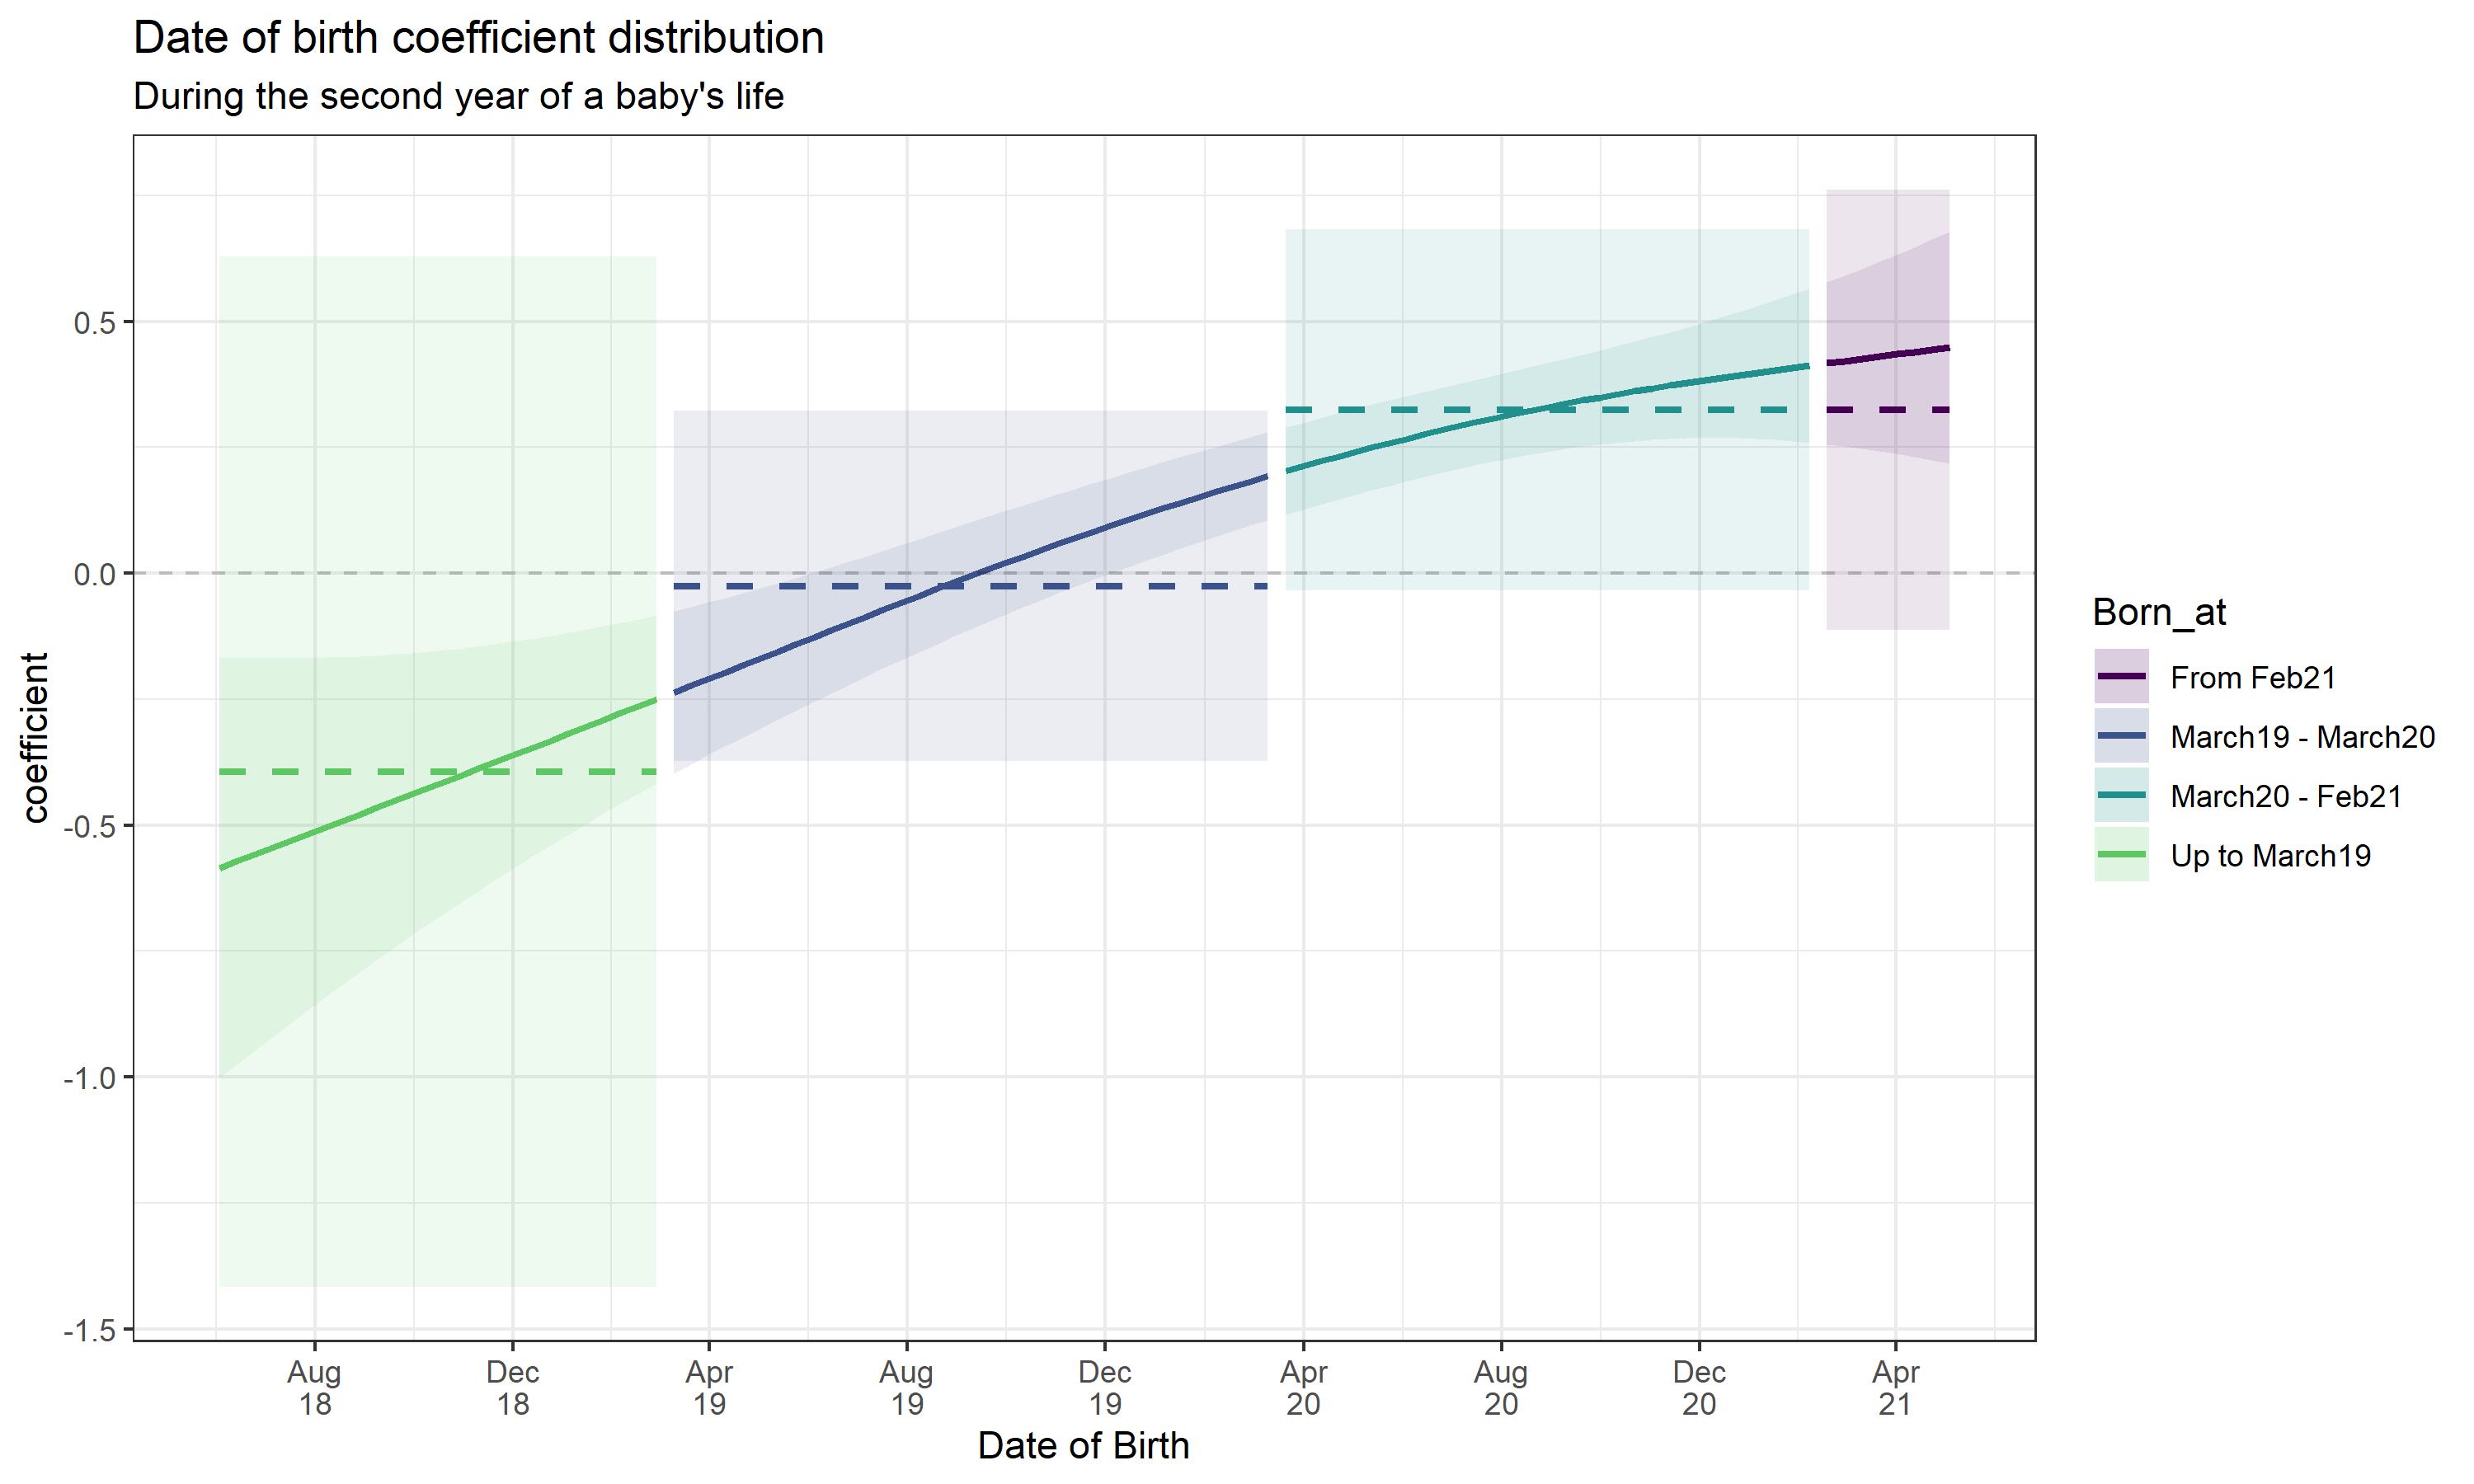 Date of birth coefficient distribution
During the second year of a baby's life
coefficient
0.5
0.0
-0.5
-1.0
-1.5
Aug
18
Dec
18
Apr
19
Aug
19
Dec
19
Apr
20
Aug
20
Dec
20
Apr
21
Date of Birth
Born_at
From Feb21
March19 - March20
March20 - Feb21
Up to March19